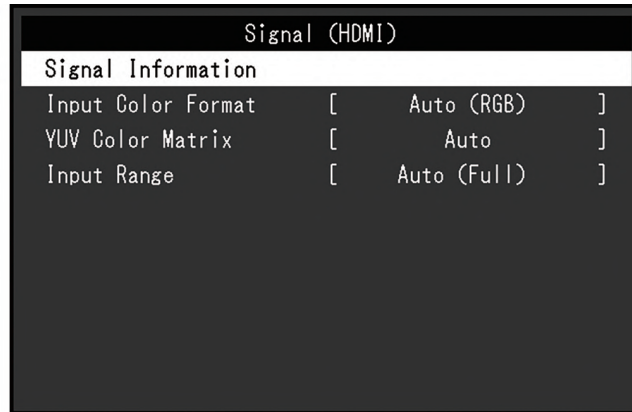 Signal (HDMI)
Signal Information
Input Color Format [ Auto (RGB) ]
YUV Color Matrix [ Auto ]
Input Range [ Auto (Full) ]